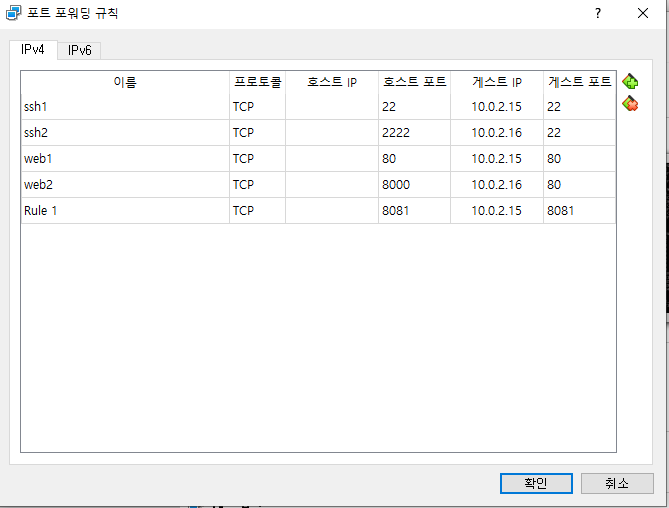 포트 포워딩 규칙
IPv4 IPv6
이름 프로토콜 호스트 IP 호스트 포트 게스트 IP 게스트 포트
ssh1 TCP 22 10.0.2.15 22
ssh2 TCP 2222 10.0.2.16 22
web1 TCP 80 10.0.2.15 80
web2 TCP 8000 10.0.2.16 80
Rule 1 TCP 8081 10.0.2.15 8081
확인 취소